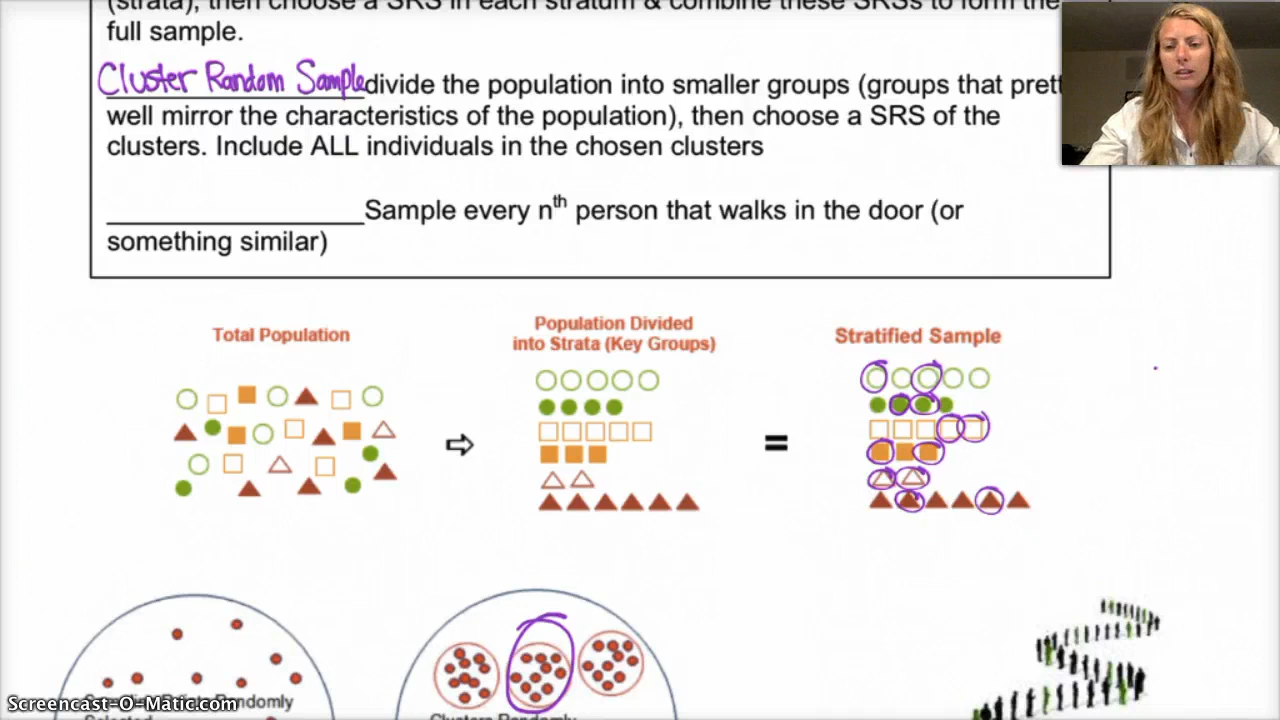 (strata), then choose a SRS in each stratum & combine these SRSs to form the
full sample.
Cluster Random Sample divide the population into smaller groups (groups that prett
well mirror the characteristics of the population), then choose a SRS of the
clusters. Include ALL individuals in the chosen clusters
____________________Sample every nth person that walks in the door (or
something similar)
Total Population
Population Divided
into Strata (Key Groups)
Stratified Sample
=
Randomly
Selected
Clusters Randomly
Screencast-O-Matic.com